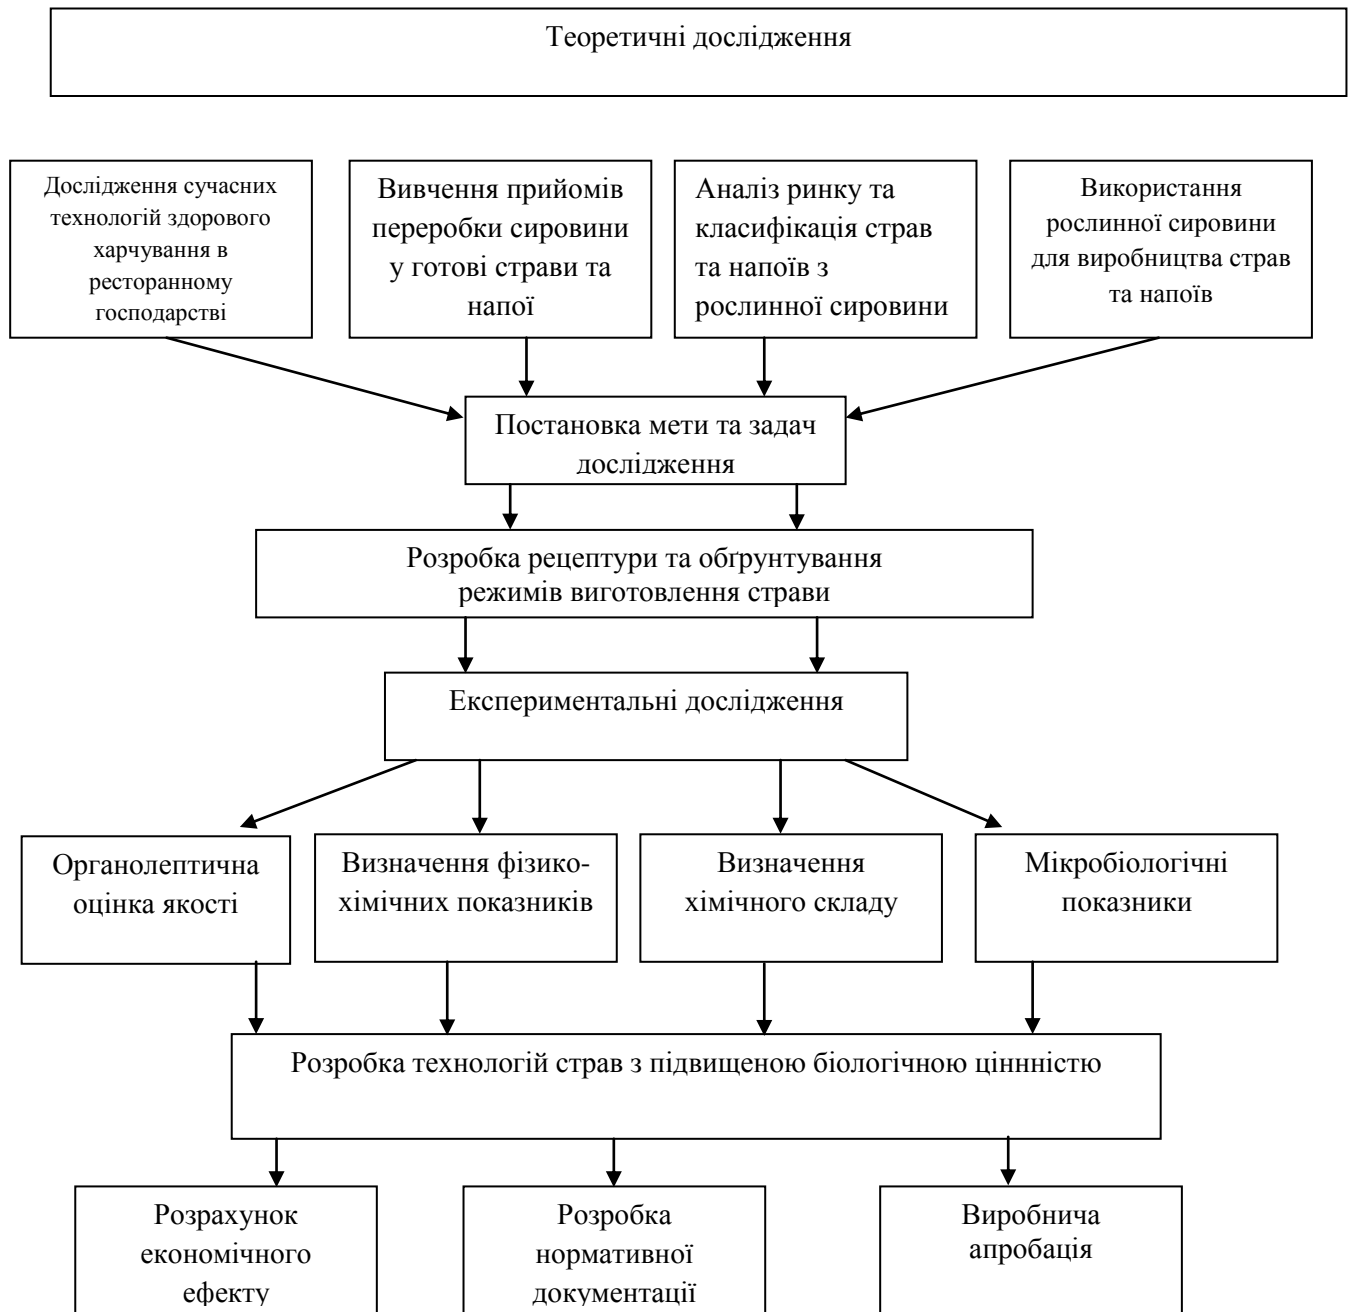 Теоретичні дослідження
Дослідження сучасних
технологій здорового
харчування в
ресторанному
господарстві
Вивчення прийомів
переробки сировини
у готові страви та
напої
Аналіз ринку та
класифікація страв
та напоїв з
рослинної сировини
Використання
рослинної сировини
для виробництва страв
та напоїв
Постановка мети та задач
дослідження
Розробка рецептури та обґрунтування
режимів виготовлення страви
Експериментальні дослідження
Органолептична
оцінка якості
Визначення фізико-
хімічних показників
Визначення
хімічного складу
Мікробіологічні
показники
Розробка технологій страв з підвищеною біологічною ціннністю
Розрахунок
економічного
ефекту
Розробка
нормативної
документації
Виробнича
апробація